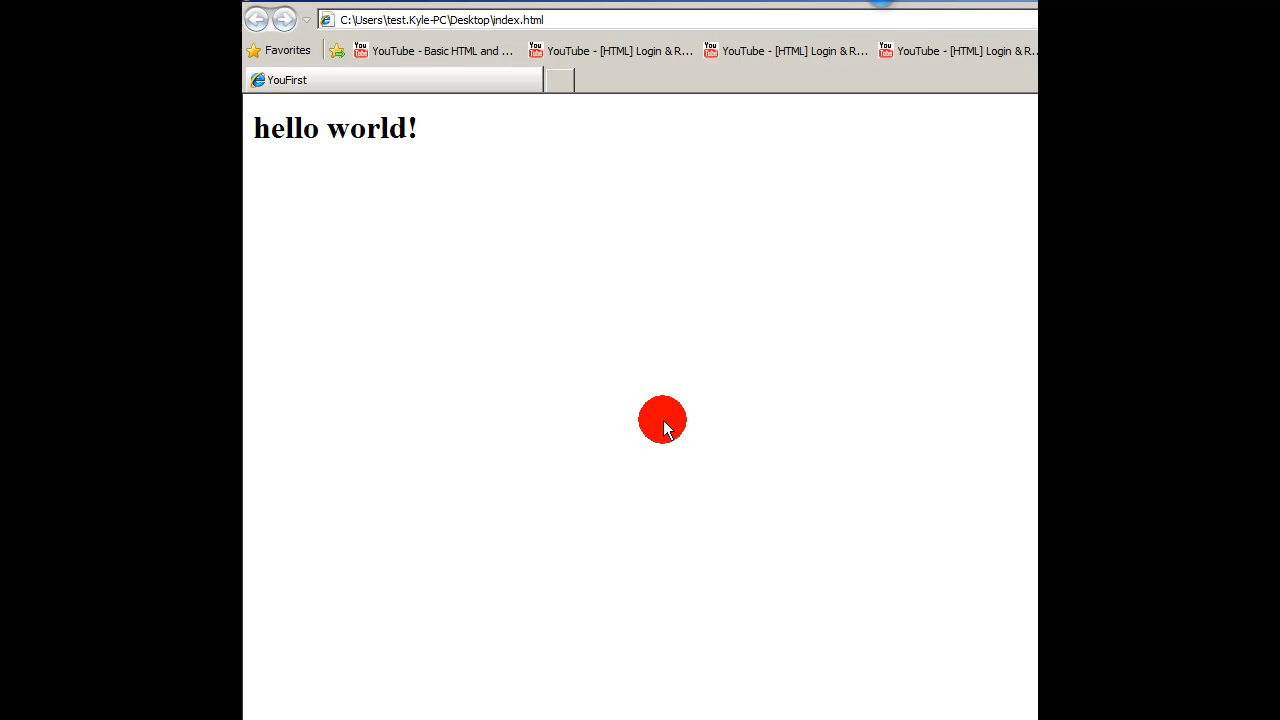 C:\Users\test.Kyle-PC\Desktop\index.html
Favorites YouTube - Basic HTML and ... YouTube - [HTML] Login & R... YouTube - [HTML] Login & R... YouTube - [HTML] Login & R...
YouFirst
hello world!